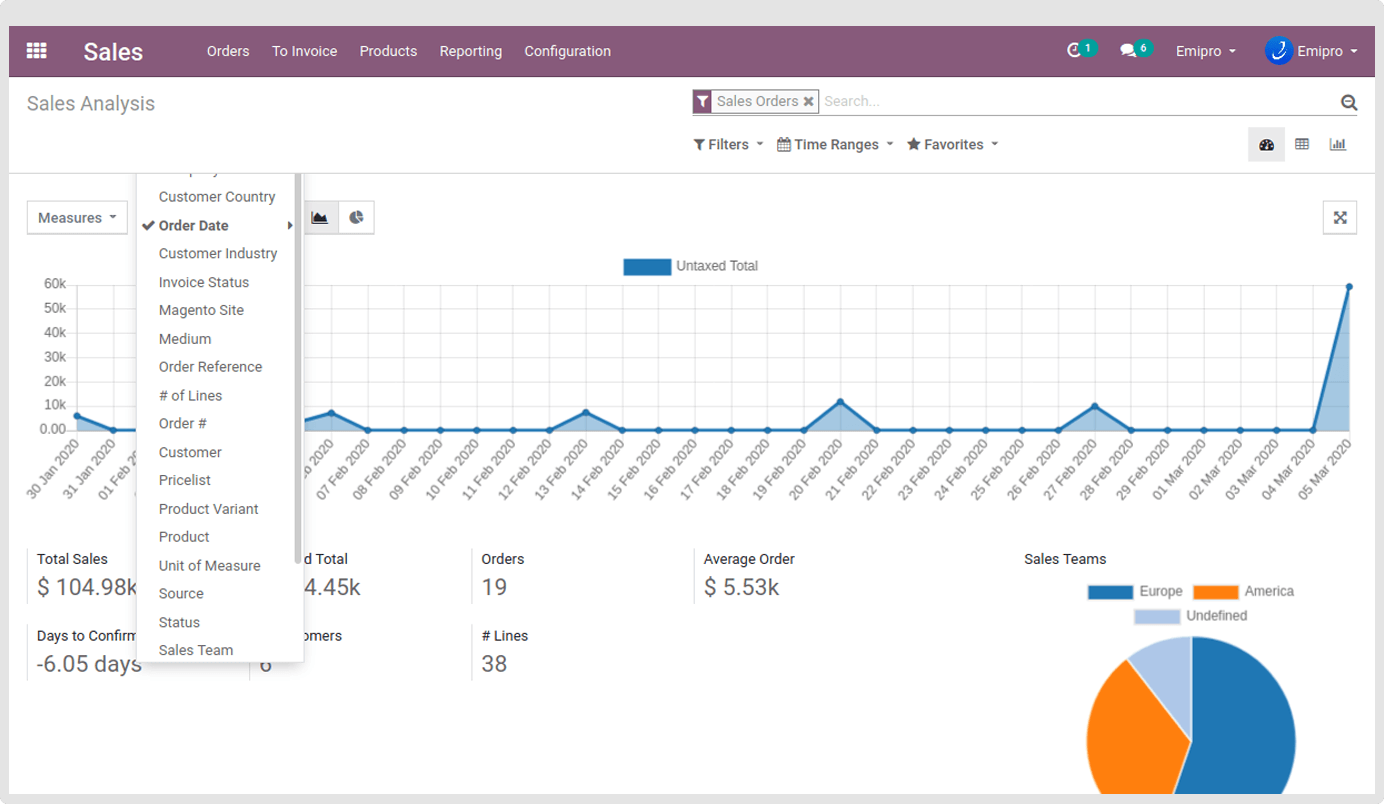 Sales Orders To Invoice Products Reporting Configuration 1 6 Emipro Emipro
Sales Analysis
Sales Orders Search...
Filters Time Ranges Favorites
Measures
Customer Country
Order Date
Customer Industry
Invoice Status
Magento Site
Medium
Order Reference
# of Lines
Order #
Customer
Pricelist
Product Variant
Product
Unit of Measure
Source
Status
Sales Team
Untaxed Total
60k
50k
40k
30k
20k
10k
0.00
30 Jan 2020
31 Jan 2020
01 Feb 2
Feb 2020
07 Feb 2020
08 Feb 2020
09 Feb 2020
10 Feb 2020
11 Feb 2020
12 Feb 2020
13 Feb 2020
14 Feb 2020
15 Feb 2020
16 Feb 2020
17 Feb 2020
18 Feb 2020
19 Feb 2020
20 Feb 2020
21 Feb 2020
22 Feb 2020
23 Feb 2020
24 Feb 2020
25 Feb 2020
26 Feb 2020
27 Feb 2020
28 Feb 2020
29 Feb 2020
01 Mar 2020
02 Mar 2020
03 Mar 2020
04 Mar 2020
05 Mar 2020
Total Sales
$ 104.98k
d Total
4.45k
Orders
19
Average Order
$ 5.53k
Sales Teams
Europe America
Undefined
Days to Confirm
-6.05 days
omers
6
# Lines
38